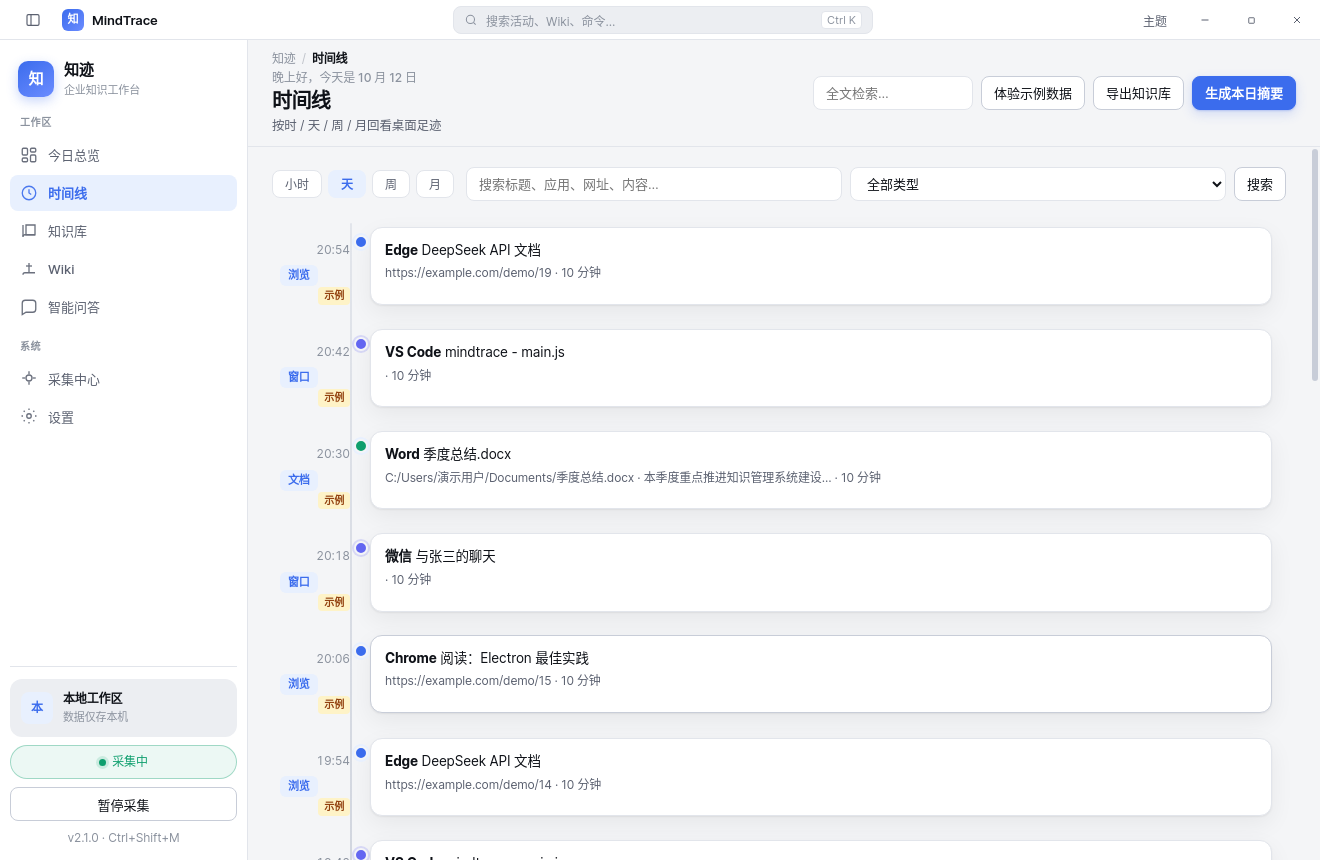 知 MindTrace
搜索活动、Wiki、命令... Ctrl K
主题
知 知迹
企业知识工作台
工作区
今日总览
时间线
知识库
Wiki
智能问答
系统
采集中心
设置
本 本地工作区
数据仅存本机
采集中
暂停采集
v2.1.0 · Ctrl+Shift+M
知迹 / 时间线
晚上好，今天是 10 月 12 日
时间线
按时 / 天 / 周 / 月回看桌面足迹
全文检索... 体验示例数据 导出知识库 生成本日摘要
小时 天 周 月 搜索标题、应用、网址、内容... 全部类型 搜索
20:54 浏览 示例
Edge DeepSeek API 文档
https://example.com/demo/19 · 10 分钟
20:42 窗口 示例
VS Code mindtrace - main.js
· 10 分钟
20:30 文档 示例
Word 季度总结.docx
C:/Users/演示用户/Documents/季度总结.docx · 本季度重点推进知识管理系统建设... · 10 分钟
20:18 窗口 示例
微信 与张三的聊天
· 10 分钟
20:06 浏览 示例
Chrome 阅读：Electron 最佳实践
https://example.com/demo/15 · 10 分钟
19:54 浏览 示例
Edge DeepSeek API 文档
https://example.com/demo/14 · 10 分钟